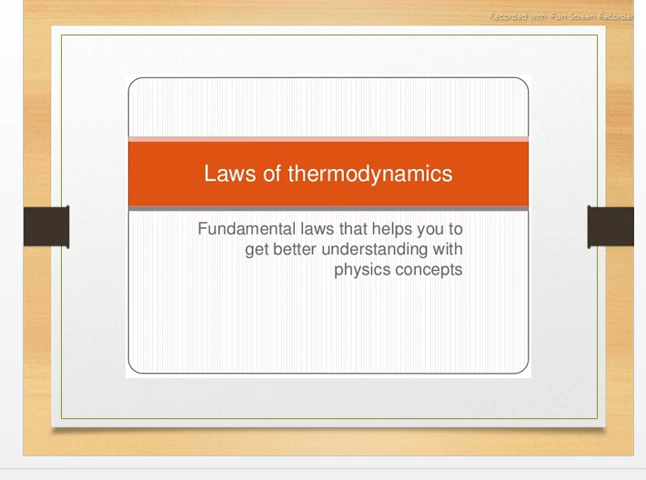 Recorded with Fun Screen Recorder
Laws of thermodynamics
Fundamental laws that helps you to
get better understanding with
physics concepts